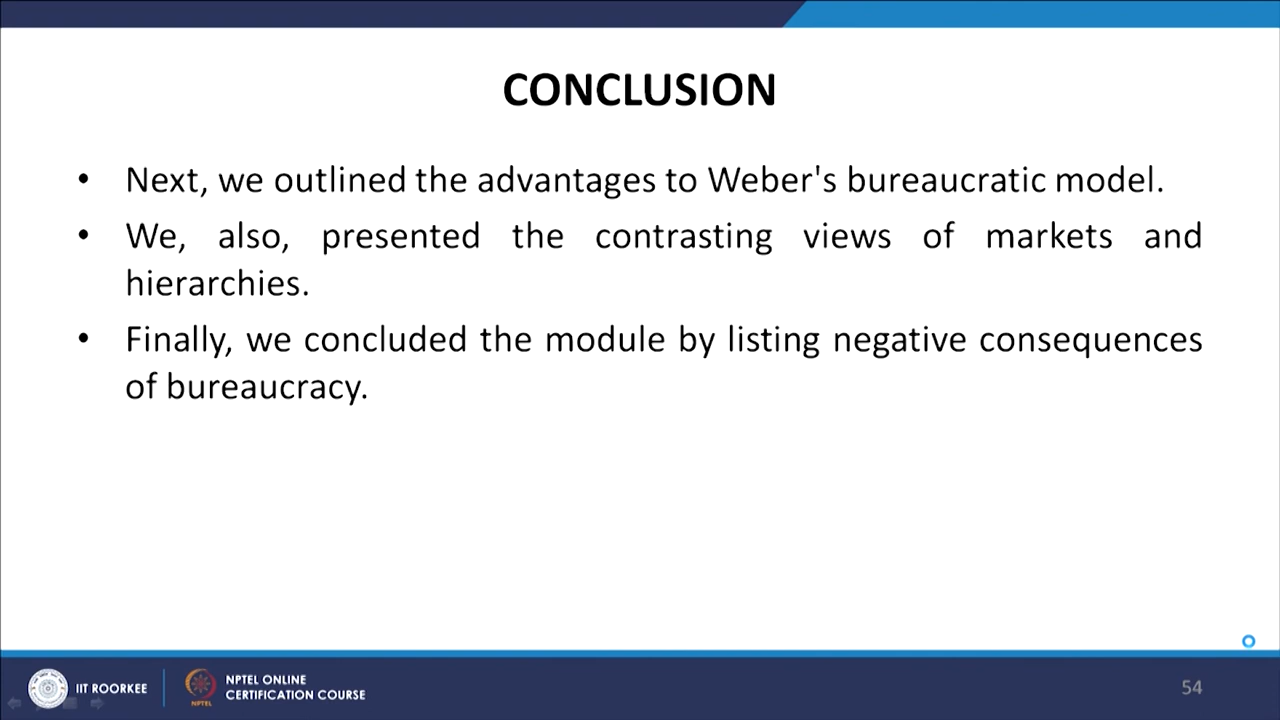 CONCLUSION
• Next, we outlined the advantages to Weber's bureaucratic model.
• We, also, presented the contrasting views of markets and
hierarchies.
• Finally, we concluded the module by listing negative consequences
of bureaucracy.
IIT ROORKEE
NPTEL
NPTEL ONLINE
CERTIFICATION COURSE
54